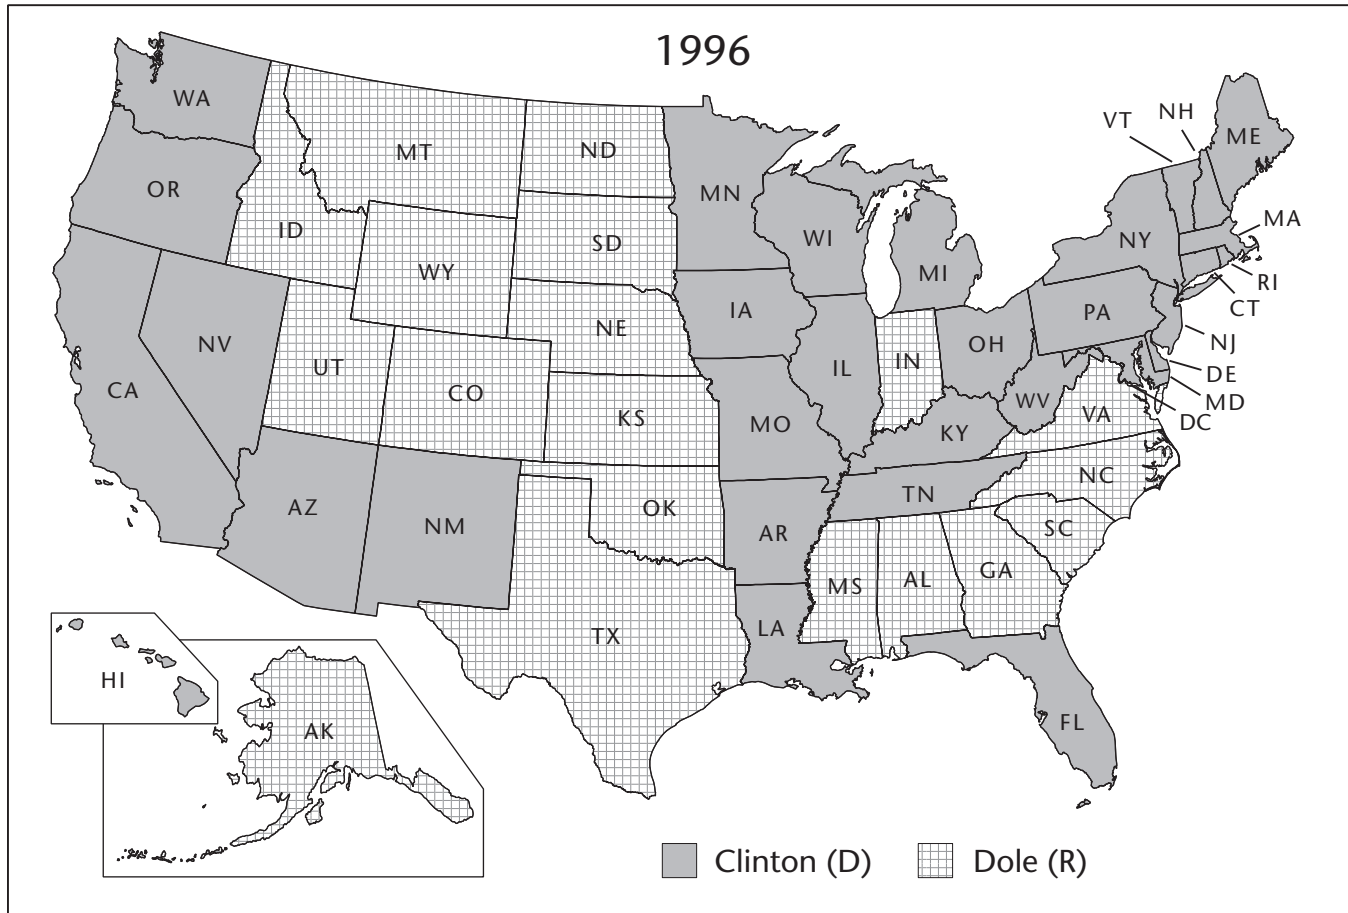 1996
WA
MT
ND
MN
VT
NH
ME
OR
ID
WY
SD
WI
MI
NY
MA
RI
CT
NV
UT
CO
NE
IA
IL
IN
OH
PA
NJ
DE
MD
DC
CA
KS
MO
KY
WV
VA
AZ
NM
OK
AR
TN
NC
SC
TX
LA
MS
AL
GA
FL
HI
AK
Clinton (D)
Dole (R)